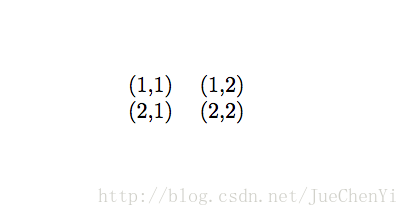 (1,1) (1,2)
(2,1) (2,2)
http://blog.csdn.net/JueChenYi